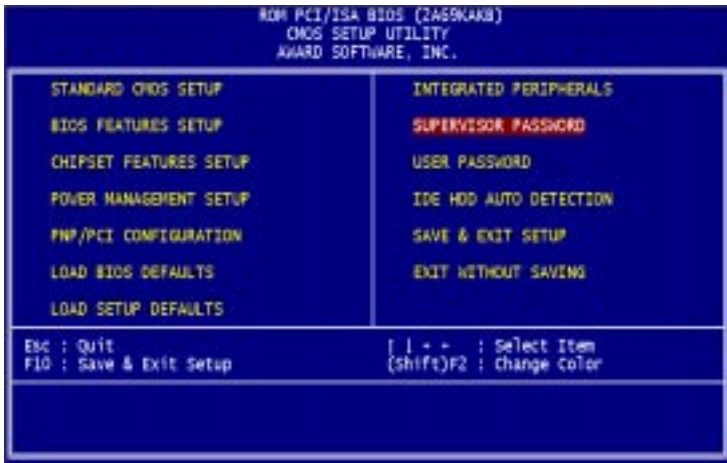 ROM PCI/ISA BIOS (2A69KAKB)
CMOS SETUP UTILITY
AWARD SOFTWARE, INC.
STANDARD CMOS SETUP
BIOS FEATURES SETUP
CHIPSET FEATURES SETUP
POWER MANAGEMENT SETUP
PNP/PCI CONFIGURATION
LOAD BIOS DEFAULTS
LOAD SETUP DEFAULTS
INTEGRATED PERIPHERALS
SUPERVISOR PASSWORD
USER PASSWORD
IDE HDD AUTO DETECTION
SAVE & EXIT SETUP
EXIT WITHOUT SAVING
Esc : Quit
F10 : Save & Exit Setup
: Select Item
(Shift)F2 : Change Color